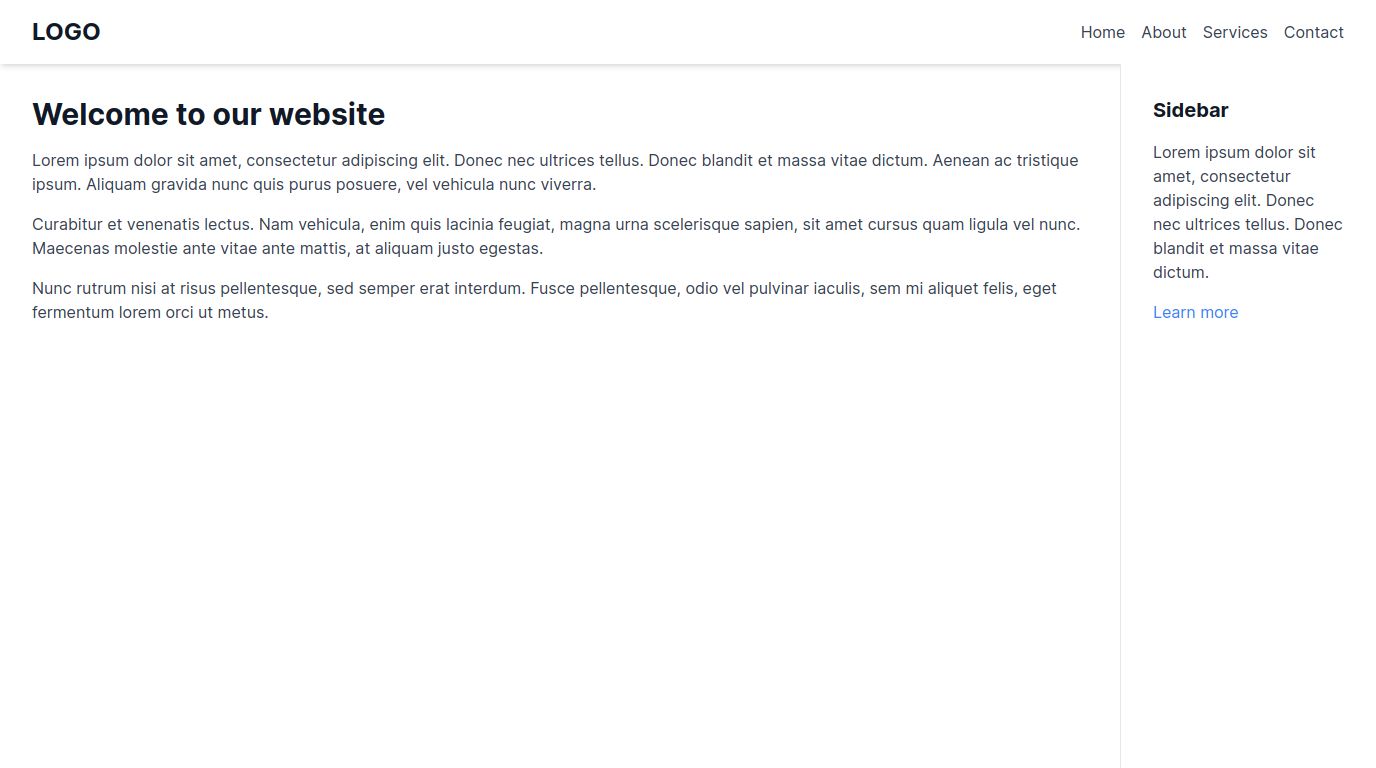 LOGO
Home About Services Contact
Welcome to our website
Lorem ipsum dolor sit amet, consectetur adipiscing elit. Donec nec ultrices tellus. Donec blandit et massa vitae dictum. Aenean ac tristique
ipsum. Aliquam gravida nunc quis purus posuere, vel vehicula nunc viverra.
Curabitur et venenatis lectus. Nam vehicula, enim quis lacinia feugiat, magna urna scelerisque sapien, sit amet cursus quam ligula vel nunc.
Maecenas molestie ante vitae ante mattis, at aliquam justo egestas.
Nunc rutrum nisi at risus pellentesque, sed semper erat interdum. Fusce pellentesque, odio vel pulvinar iaculis, sem mi aliquet felis, eget
fermentum lorem orci ut metus.
Sidebar
Lorem ipsum dolor sit
amet, consectetur
adipiscing elit. Donec
nec ultrices tellus. Donec
blandit et massa vitae
dictum.
Learn more